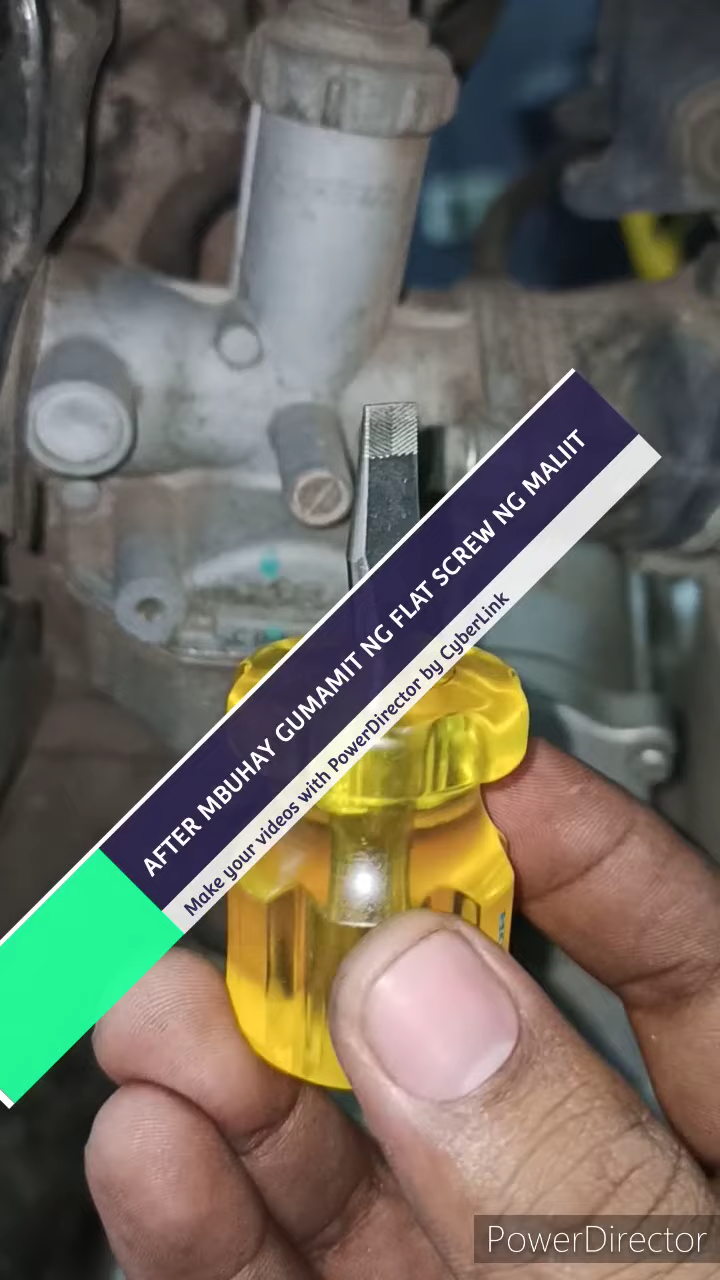 AFTER MBUHAY GUMAMIT NG FLAT SCREW NG MALIIT
Make your videos with PowerDirector by CyberLink
PowerDirector